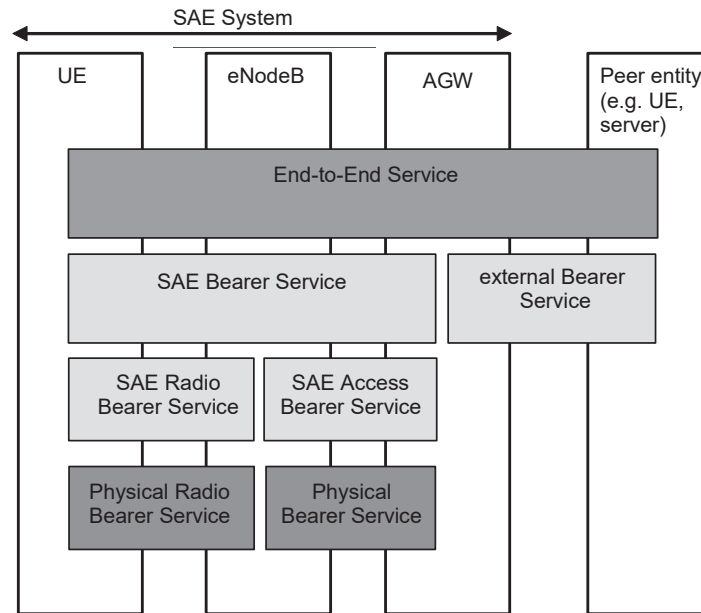 SAE System
UE
eNodeB
AGW
Peer entity
(e.g. UE,
server)
End-to-End Service
SAE Bearer Service
external Bearer
Service
SAE Radio
Bearer Service
SAE Access
Bearer Service
Physical Radio
Bearer Service
Physical
Bearer Service